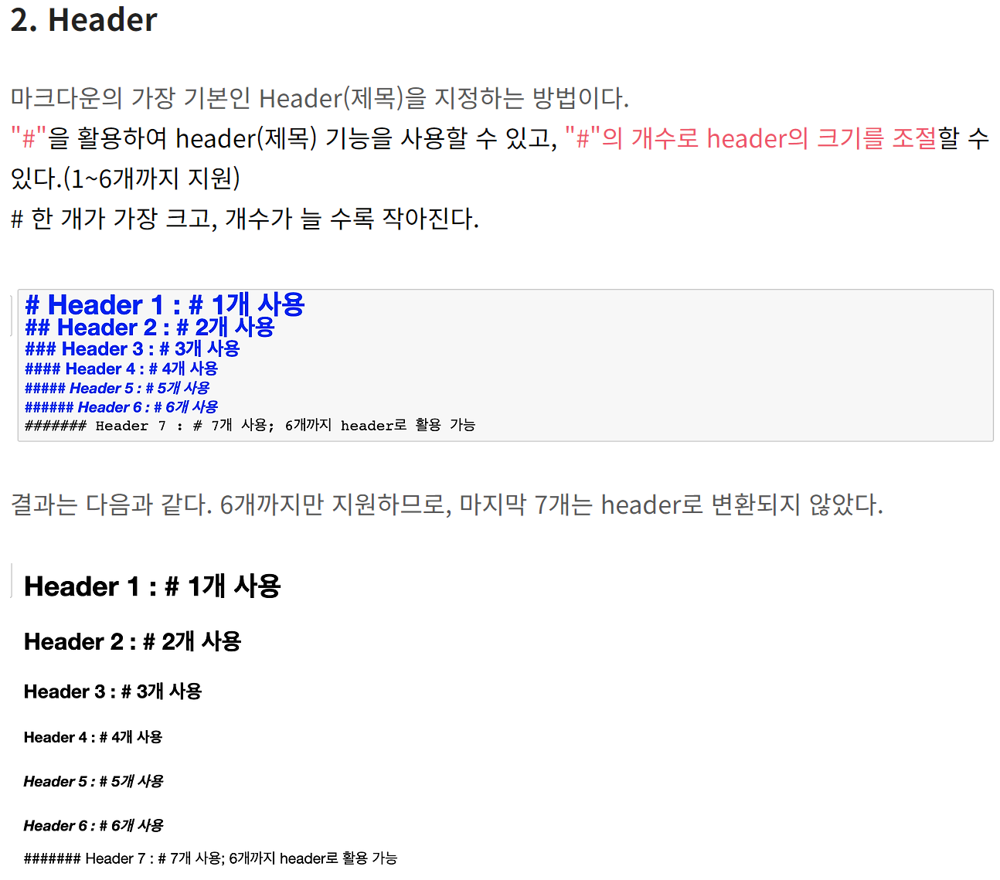 2. Header
마크다운의 가장 기본인 Header(제목)을 지정하는 방법이다.
"#"을 활용하여 header(제목) 기능을 사용할 수 있고, "#"의 개수로 header의 크기를 조절할 수
있다.(1~6개까지 지원)
# 한 개가 가장 크고, 개수가 늘 수록 작아진다.
# Header 1 : # 1개 사용
## Header 2 : # 2개 사용
### Header 3 : # 3개 사용
#### Header 4 : # 4개 사용
##### Header 5 : # 5개 사용
###### Header 6 : # 6개 사용
####### Header 7 : # 7개 사용; 6개까지 header로 활용 가능
결과는 다음과 같다. 6개까지만 지원하므로, 마지막 7개는 header로 변환되지 않았다.
Header 1 : # 1개 사용
Header 2 : # 2개 사용
Header 3 : # 3개 사용
Header 4 : # 4개 사용
Header 5 : # 5개 사용
Header 6 : # 6개 사용
####### Header 7 : # 7개 사용; 6개까지 header로 활용 가능